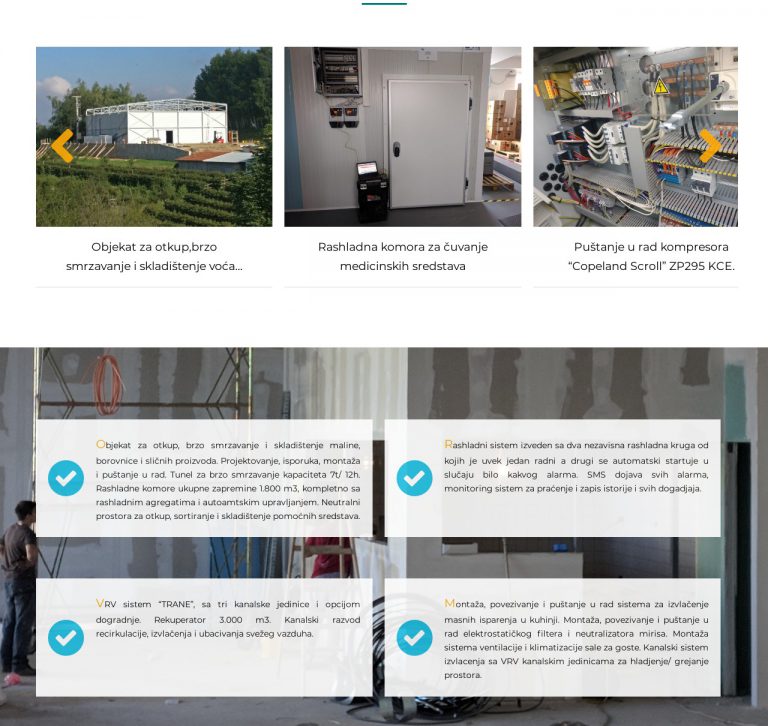 Objekat za otkup,brzo
smrzavanje i skladištenje voća...
Rashladna komora za čuvanje
medicinskih sredstava
Puštanje u rad kompresora
“Copeland Scroll” ZP295 KCE.
Objekat za otkup, brzo smrzavanje i skladištenje maline,
borovnice i sličnih proizvoda. Projektovanje, isporuka, montaža
i puštanje u rad. Tunel za brzo smrzavanje kapaciteta 7t/ 12h.
Rashladne komore ukupne zapremine 1.800 m3, kompletno sa
rashladnim agregatima i autoamtskim upravljanjem. Neutralni
prostora za otkup, sortiranje i skladištenje pomoćnih sredstava.
Rashladni sistem izveden sa dva nezavisna rashladna kruga od
kojih je uvek jedan radni a drugi se automatski startuje u
slučaju bilo kakvog alarma. SMS dojava svih alarma,
monitoring sistem za praćenje i zapis istorije i svih dogadjaja.
VRV sistem “TRANE”, sa tri kanalske jedinice i opcijom
dogradnje. Rekuperator 3.000 m3. Kanalski razvod
recirkulacije, izvlačenja i ubacivanja svežeg vazduha.
Montaža, povezivanje i puštanje u rad sistema za izvlačenje
masnih isparenja u kuhinji. Montaža, povezivanje i puštanje u
rad elektrostatičkog filtera i neutralizatora mirisa. Montaža
sistema ventilacije i klimatizacije sale za goste. Kanalski sistem
izvlacenja sa VRV kanalskim jedinicama za hladjenje/ grejanje
prostora.